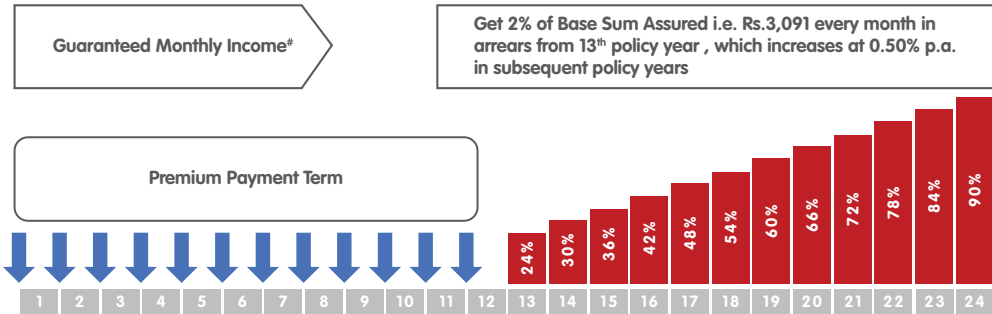 Guaranteed Monthly Income#
Get 2% of Base Sum Assured i.e. Rs.3,091 every month in
arrears from 13th policy year , which increases at 0.50% p.a.
in subsequent policy years
Premium Payment Term
24% 30% 36% 42% 48% 54% 60% 66% 72% 78% 84% 90%
1 2 3 4 5 6 7 8 9 10 11 12 13 14 15 16 17 18 19 20 21 22 23 24